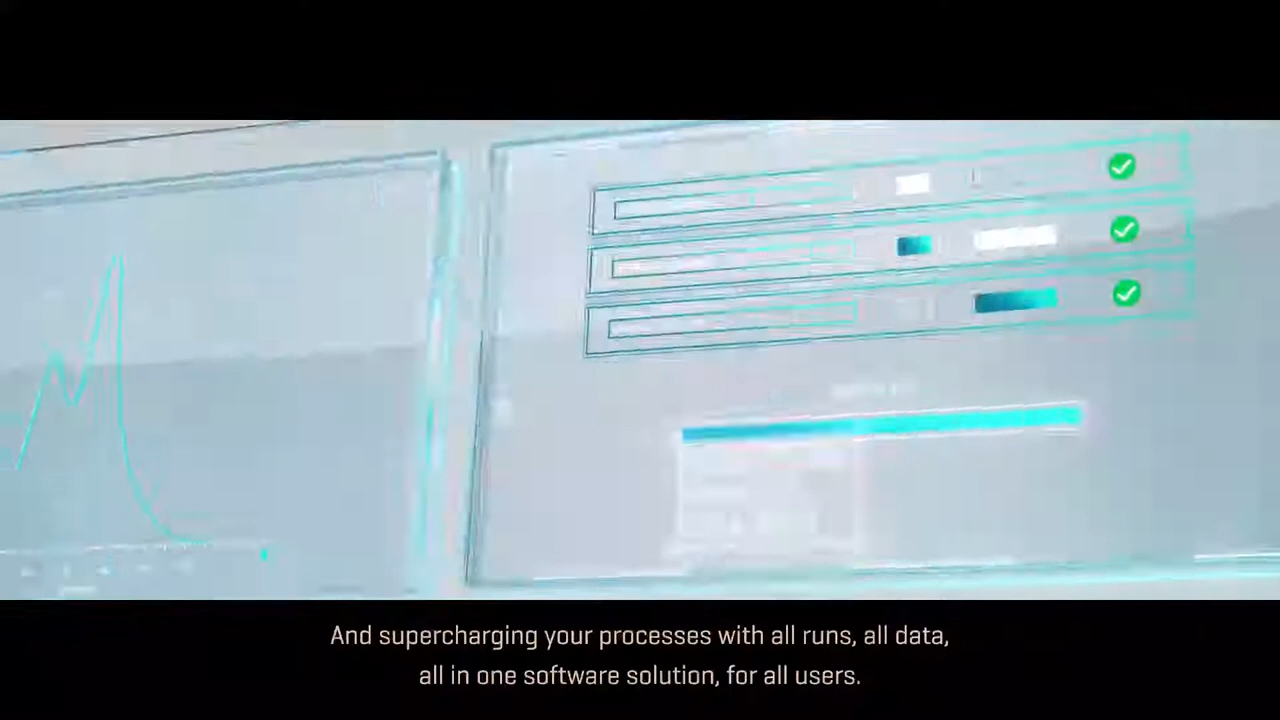 And supercharging your processes with all runs, all data,
all in one software solution, for all users.